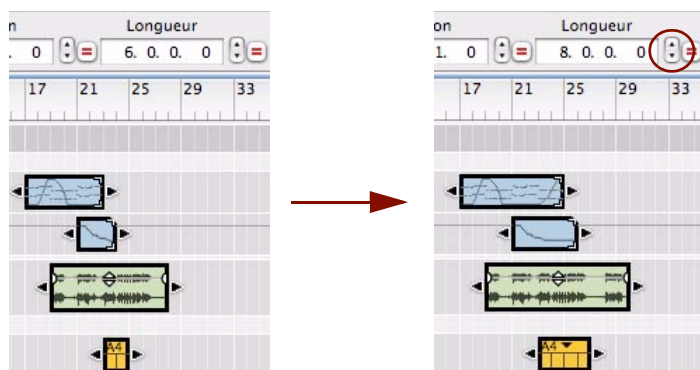 n Longueur
. 0 = 6. 0. 0. 0 =
17 21 25 29 33
A4
on Longueur
1. 0 = 8. 0. 0. 0 =
17 21 25 29 33
A4